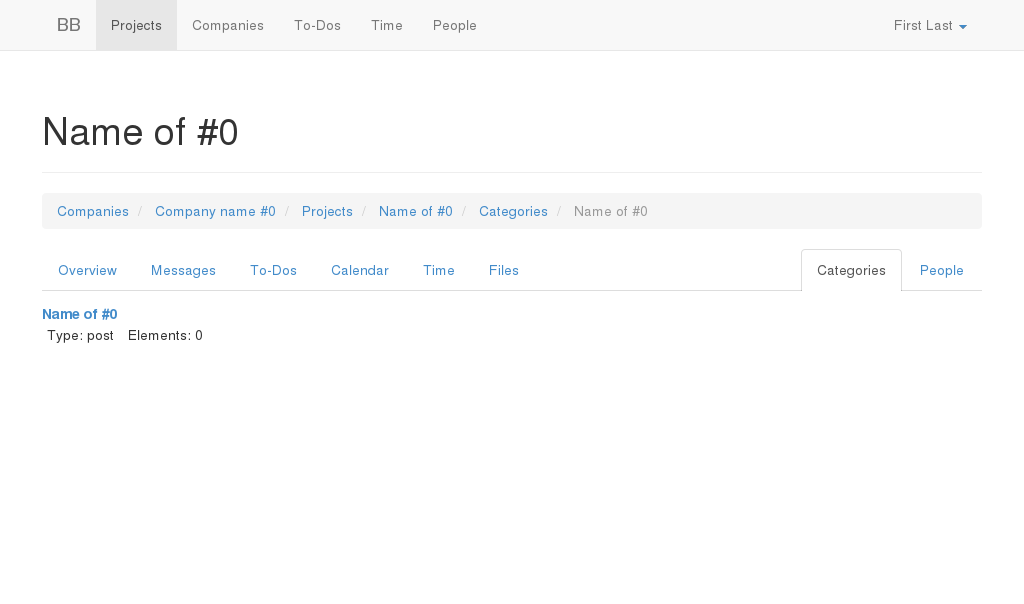 BB Projects Companies To-Dos Time People First Last
Name of #0
Companies / Company name #0 / Projects / Name of #0 / Categories / Name of #0
Overview Messages To-Dos Calendar Time Files Categories People
Name of #0
Type: post Elements: 0